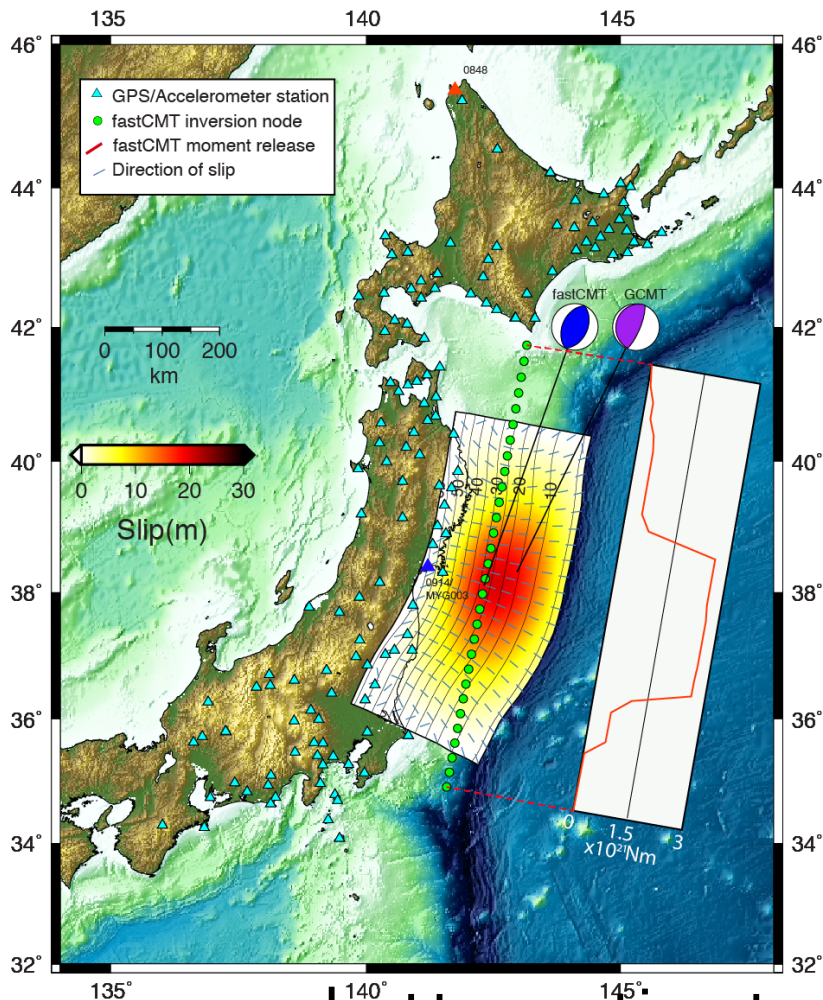 135 140 145
46° 46°
0848
GPS/Accelerometer station
fastCMT inversion node
fastCMT moment release
Direction of slip
44° 44°
fastCMT GCMT
42° 42°
0 100 200
km
40° 40°
0 10 20 30
Slip(m)
50 40 30 20 10
38° 38°
0914/
MYG003
36° 36°
0 1.5 3
x10²¹Nm
34° 34°
32° 32°
135° 140° 145°